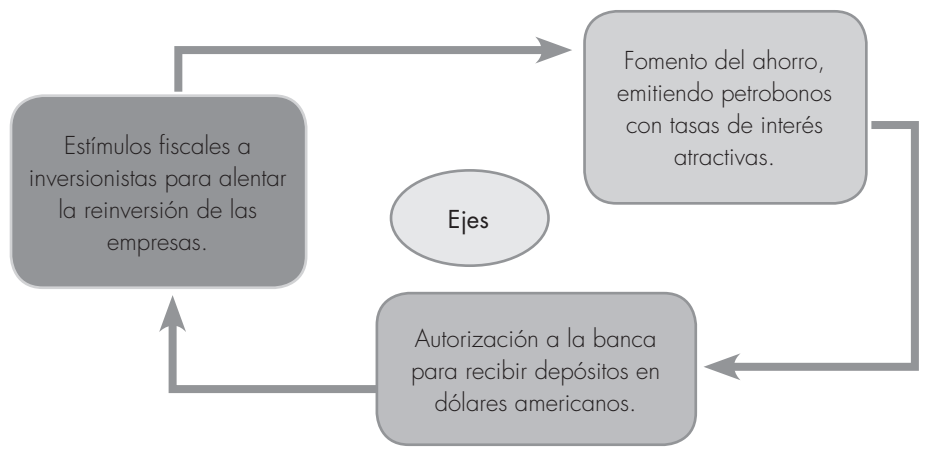 Fomento del ahorro,
emitiendo petrobonos
con tasas de interés
atractivas.
Estímulos fiscales a
inversionistas para alentar
la reinversión de las
empresas.
Ejes
Autorización a la banca
para recibir depósitos en
dólares americanos.